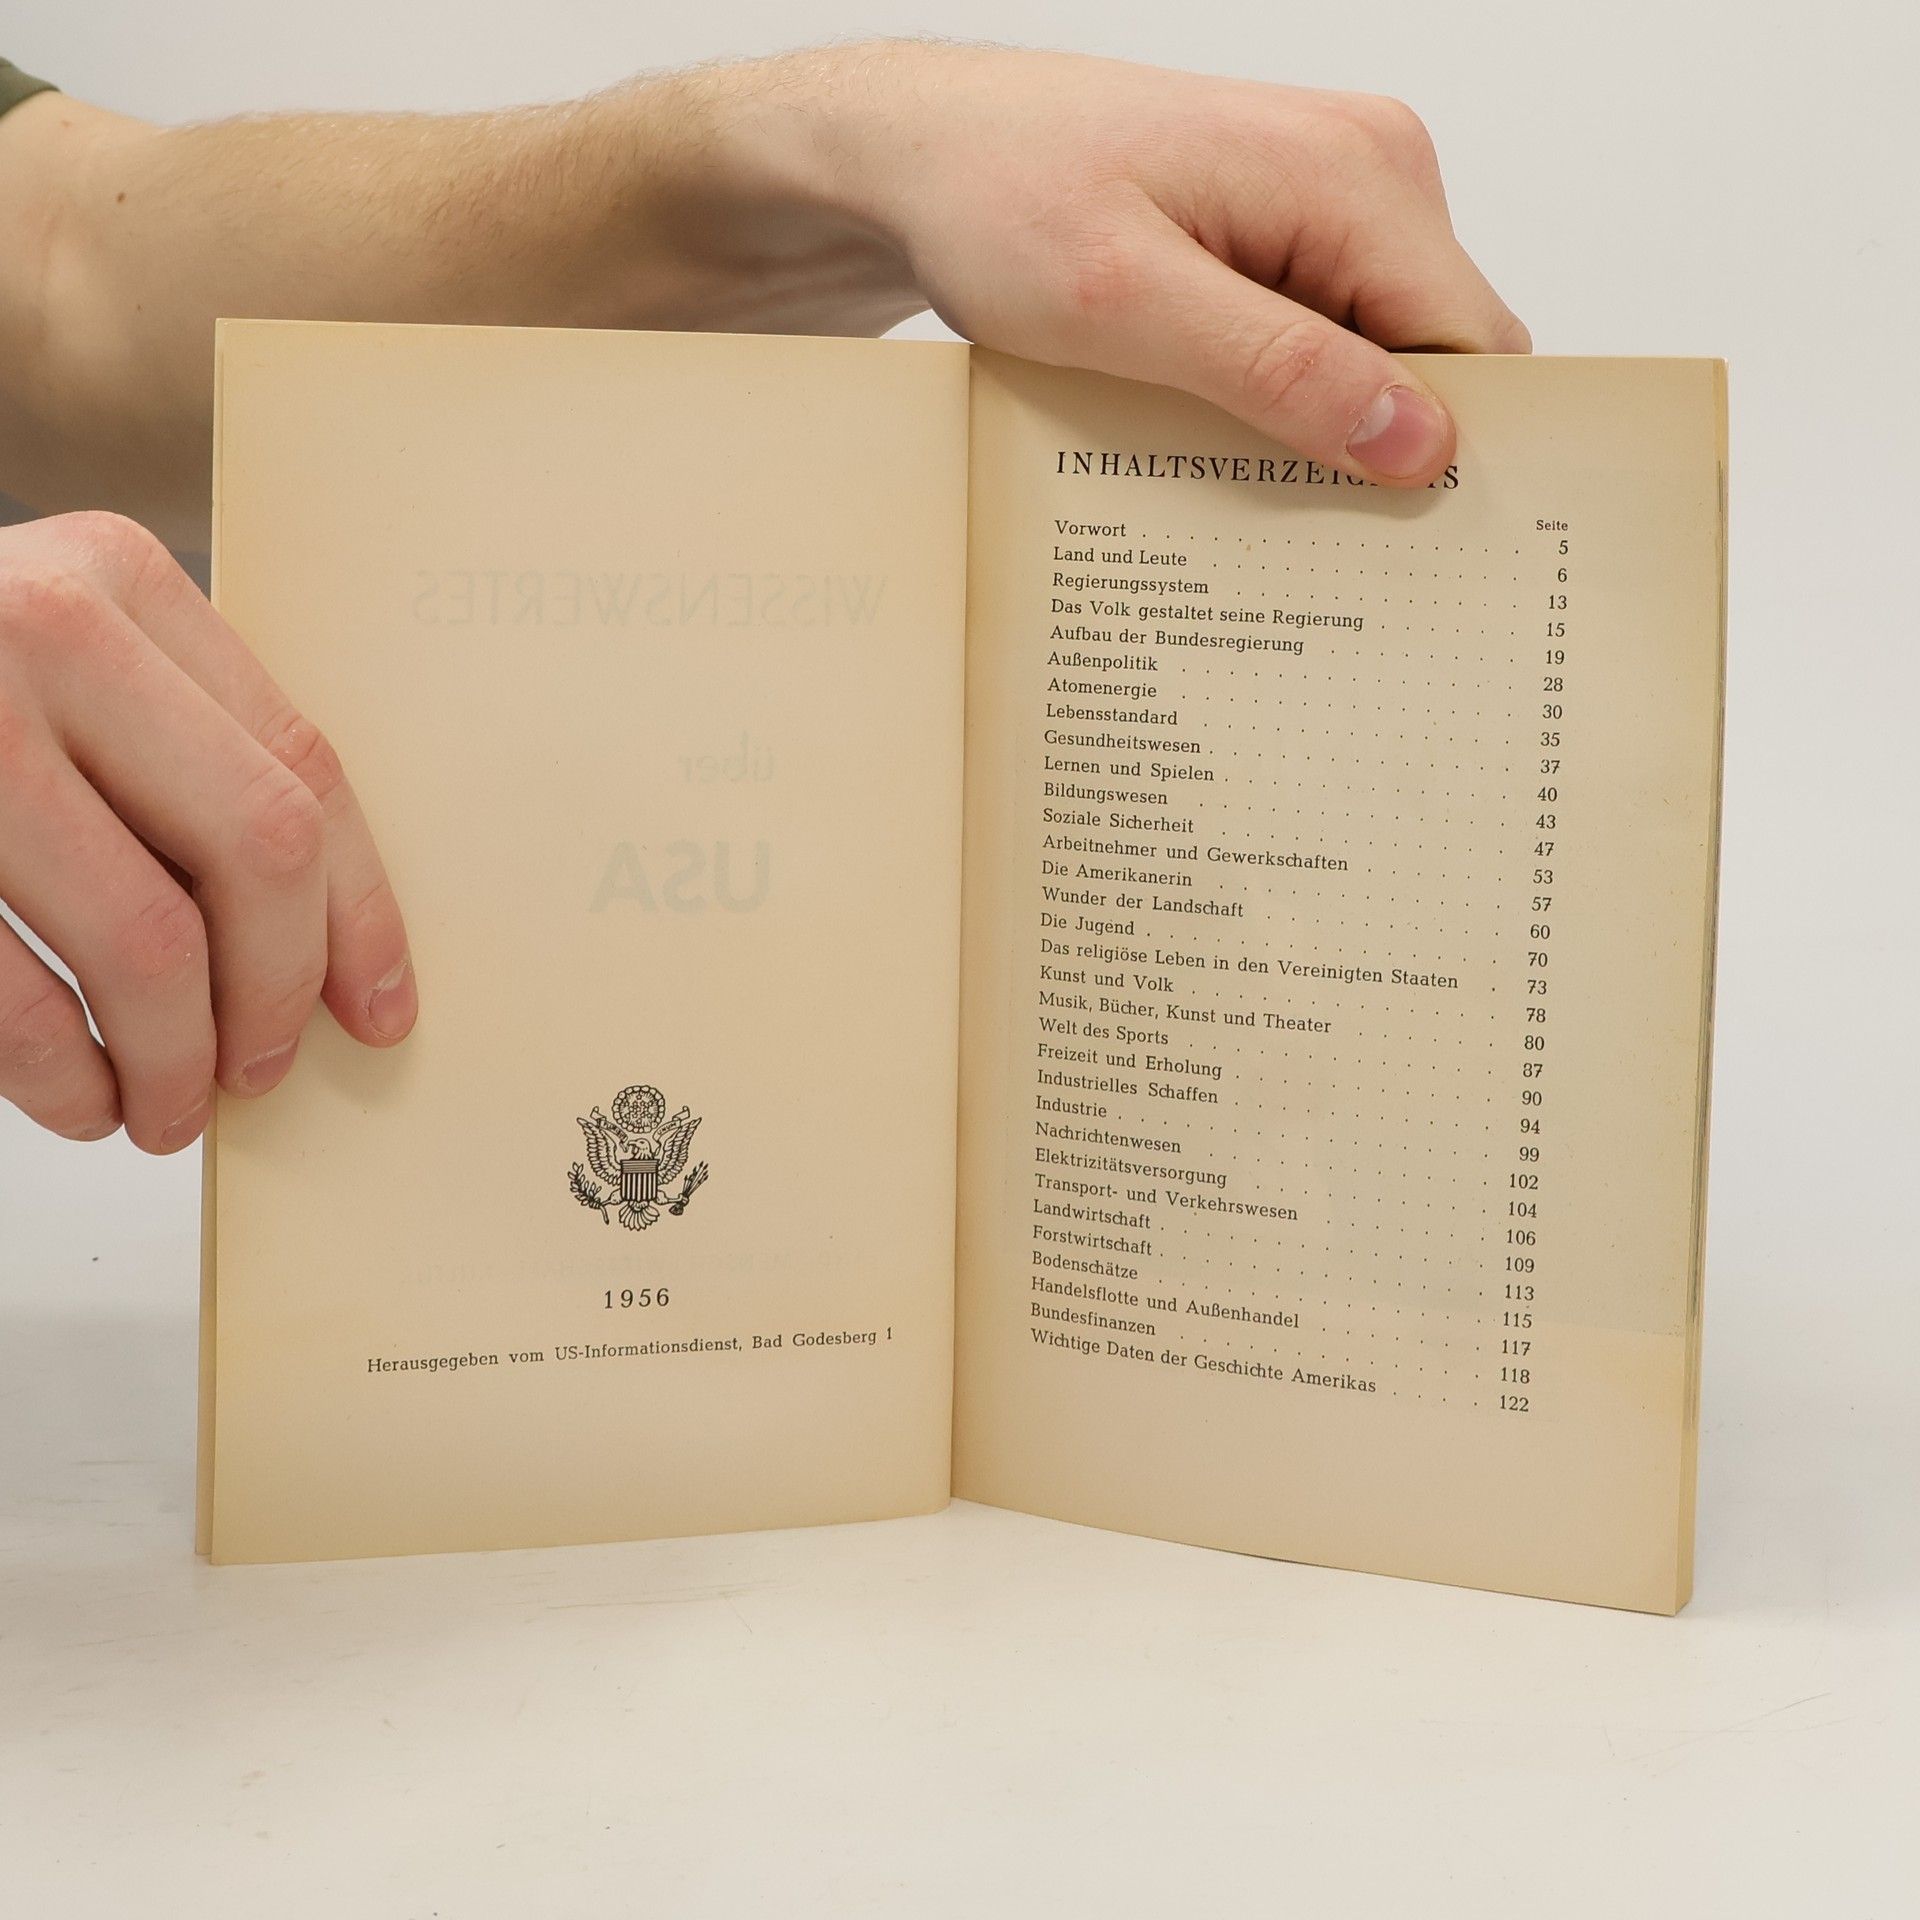 WISSENSWERTES
über
USA
1956
Herausgegeben vom US-Informationsdienst, Bad Godesberg 1
INHALTSVERZEICHNIS
Seite
Vorwort . . . . . . . . . . . . . . . . . 5
Land und Leute . . . . . . . . . . . . . . 6
Regierungssystem . . . . . . . . . . . . . 13
Das Volk gestaltet seine Regierung . . . . . . 15
Aufbau der Bundesregierung . . . . . . . . 19
Außenpolitik . . . . . . . . . . . . . . . 28
Atomenergie . . . . . . . . . . . . . . . 30
Lebensstandard . . . . . . . . . . . . . . 35
Gesundheitswesen . . . . . . . . . . . . . 37
Lernen und Spielen . . . . . . . . . . . . . 40
Bildungswesen . . . . . . . . . . . . . . 43
Soziale Sicherheit . . . . . . . . . . . . . 47
Arbeitnehmer und Gewerkschaften . . . . . . . 53
Die Amerikanerin . . . . . . . . . . . . . 57
Wunder der Landschaft . . . . . . . . . . . 60
Die Jugend . . . . . . . . . . . . . . . . 70
Das religiöse Leben in den Vereinigten Staaten . 73
Kunst und Volk . . . . . . . . . . . . . . 78
Musik, Bücher, Kunst und Theater . . . . . . 80
Welt des Sports . . . . . . . . . . . . . . 87
Freizeit und Erholung . . . . . . . . . . . . 90
Industrielles Schaffen . . . . . . . . . . . . 94
Industrie . . . . . . . . . . . . . . . . . 99
Nachrichtenwesen . . . . . . . . . . . . . 102
Elektrizitätsversorgung . . . . . . . . . . . 104
Transport- und Verkehrswesen . . . . . . . . 106
Landwirtschaft . . . . . . . . . . . . . . . 109
Forstwirtschaft . . . . . . . . . . . . . . . 113
Bodenschätze . . . . . . . . . . . . . . . 115
Handelsflotte und Außenhandel . . . . . . . 117
Bundesfinanzen . . . . . . . . . . . . . . 118
Wichtige Daten der Geschichte Amerikas . . . . 122